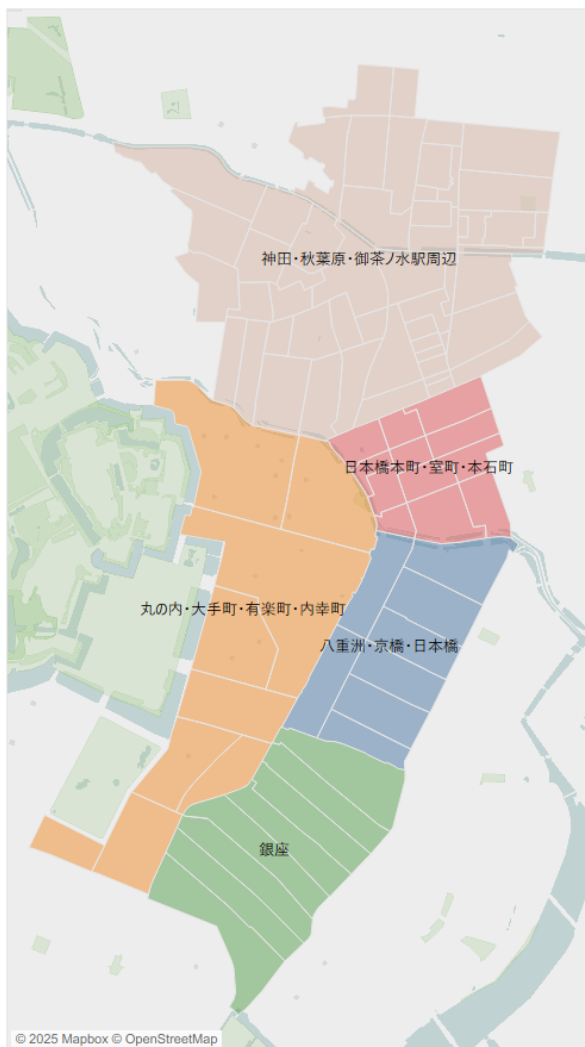 神田・秋葉原・御茶ノ水駅周辺
日本橋本町・室町・本石町
丸の内・大手町・有楽町・内幸町
八重洲・京橋・日本橋
銀座
© 2025 Mapbox © OpenStreetMap